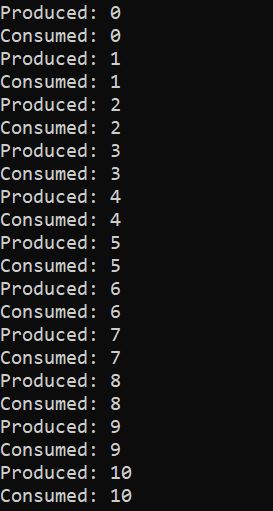 Produced: 0
Consumed: 0
Produced: 1
Consumed: 1
Produced: 2
Consumed: 2
Produced: 3
Consumed: 3
Produced: 4
Consumed: 4
Produced: 5
Consumed: 5
Produced: 6
Consumed: 6
Produced: 7
Consumed: 7
Produced: 8
Consumed: 8
Produced: 9
Consumed: 9
Produced: 10
Consumed: 10